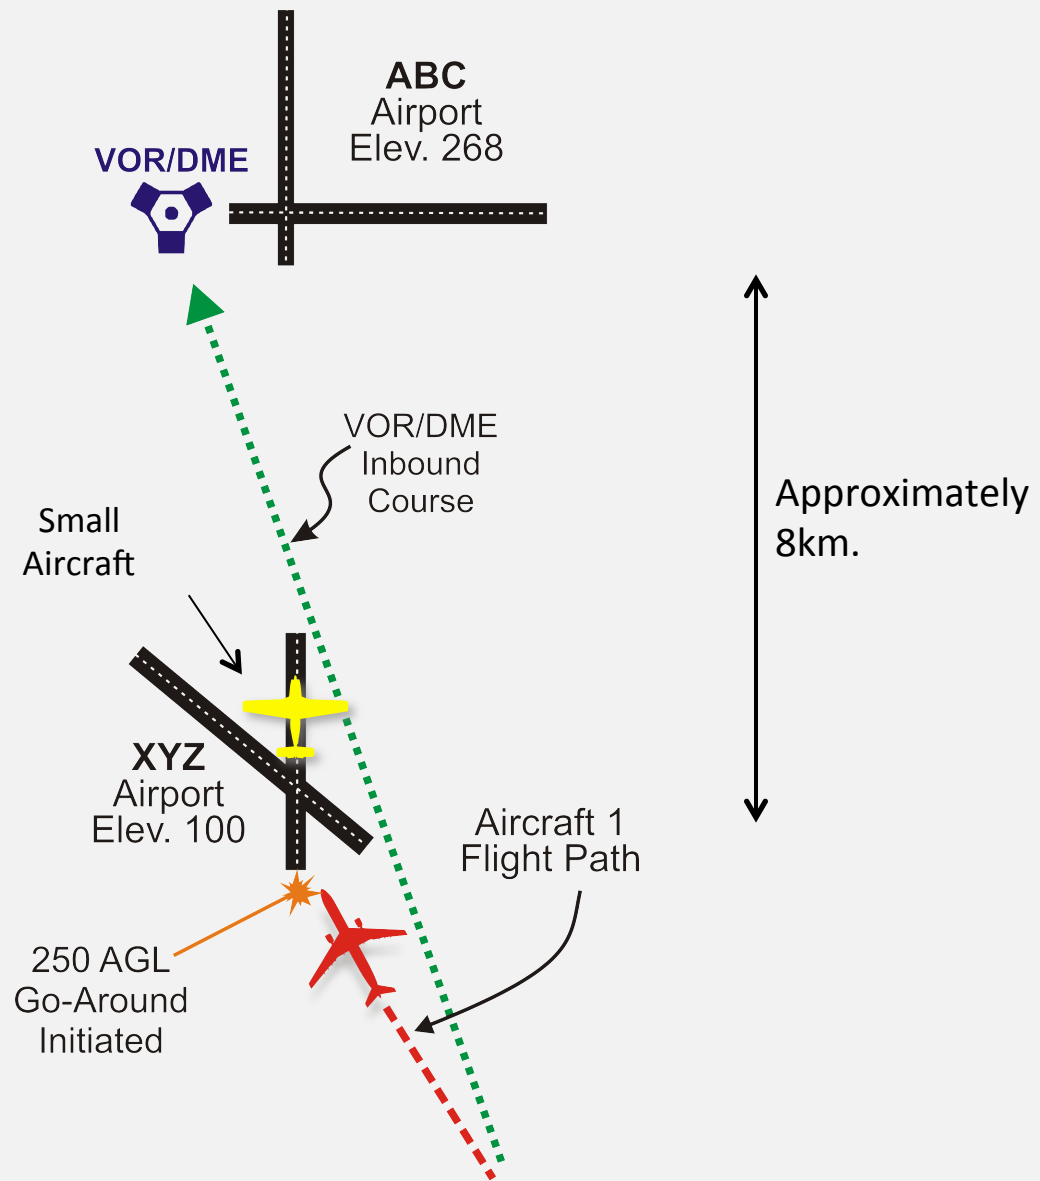 ABC
Airport
Elev. 268
VOR/DME
VOR/DME
Inbound
Course
Approximately
8km.
Small
Aircraft
XYZ
Airport
Elev. 100
Aircraft 1
Flight Path
250 AGL
Go-Around
Initiated